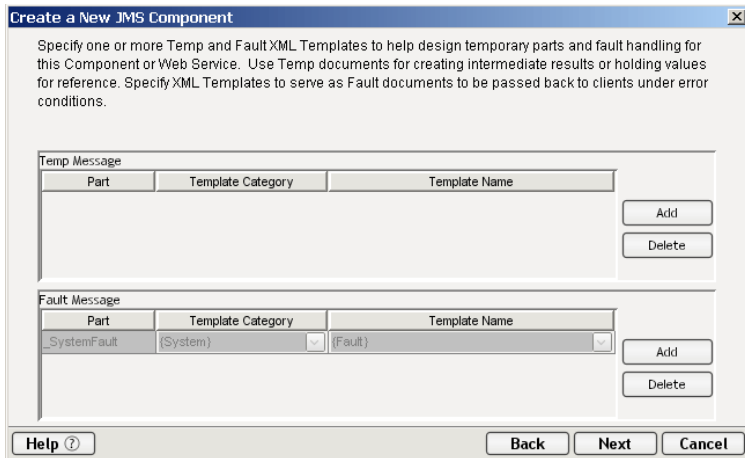 Create a New JMS Component
Specify one or more Temp and Fault XML Templates to help design temporary parts and fault handling for
this Component or Web Service. Use Temp documents for creating intermediate results or holding values
for reference. Specify XML Templates to serve as Fault documents to be passed back to clients under error
conditions.
Temp Message
Part Template Category Template Name
Add
Delete
Fault Message
Part Template Category Template Name
_SystemFault {System} {Fault}
Add
Delete
Help ? Back Next Cancel